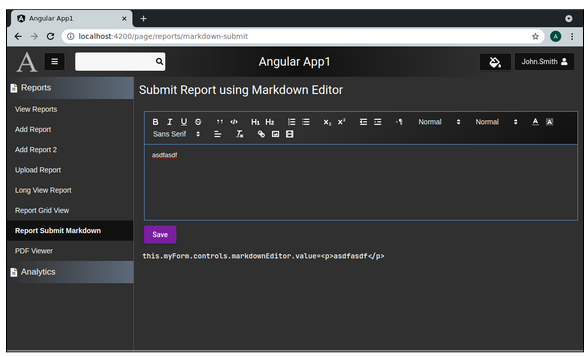 Angular App1
localhost:4200/page/reports/markdown-submit
A
A
Angular App1
John.Smith
Reports
Submit Report using Markdown Editor
View Reports
Add Report
Add Report 2
Upload Report
Long View Report
Report Grid View
Report Submit Markdown
PDF Viewer
Analytics
B I U S H1 H2 X₂ X² Normal Normal A A
Sans Serif
asdfasdf
Save
this.myForm.controls.markdownEditor.value=<p>asdfasdf</p>